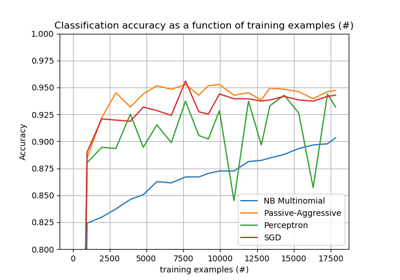 Classification accuracy as a function of training examples (#)
1.000
0.975
0.950
0.925
0.900
0.875
0.850
0.825
0.800
Accuracy
NB Multinomial
Passive-Aggressive
Perceptron
SGD
0 2500 5000 7500 10000 12500 15000 17500
training examples (#)